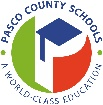 PASCO COUNTY SCHOOLS
A WORLD-CLASS EDUCATION